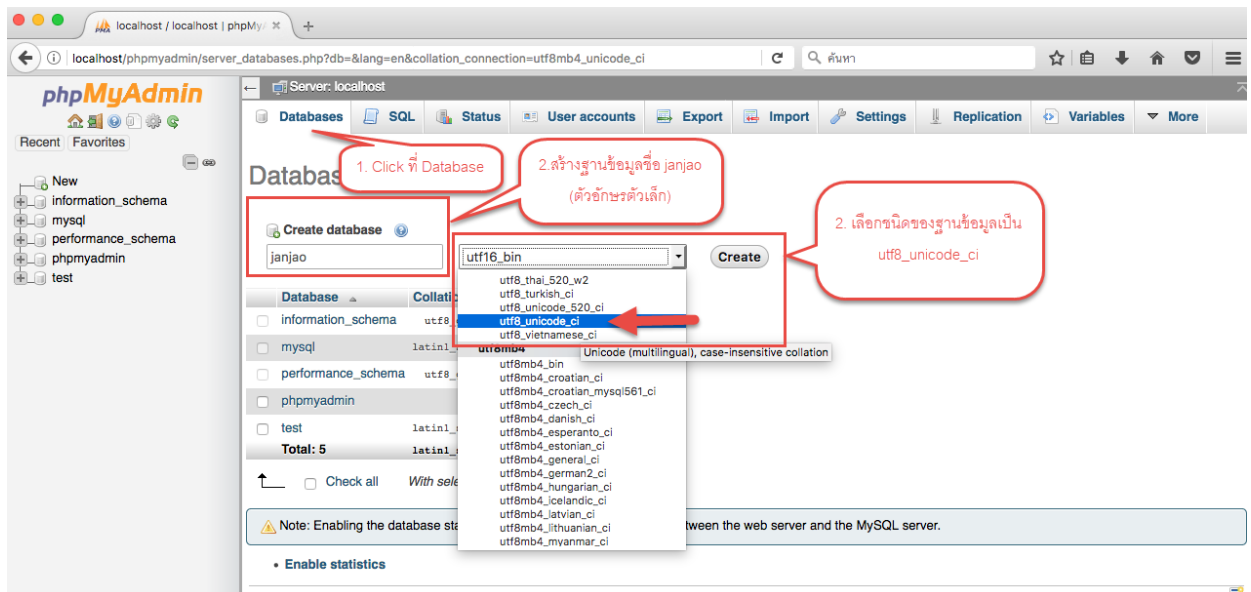 localhost / localhost | phpMy
localhost/phpmyadmin/server_databases.php?db=&lang=en&collation_connection=utf8mb4_unicode_ci
ค้นหา
phpMyAdmin
Recent Favorites
New
information_schema
mysql
performance_schema
phpmyadmin
test
Server: localhost
Databases SQL Status User accounts Export Import Settings Replication Variables More
Databas
1. Click ที่ Database
2.สร้างฐานข้อมูลชื่อ janjao
(ตัวอักษรตัวเล็ก)
2. เลือกชนิดของฐานข้อมูลเป็น
utf8_unicode_ci
Create database
janjao
utf16_bin
Create
Database Collatio
information_schema utf8_
mysql latin1_
performance_schema utf8_
phpmyadmin
test latin1_
Total: 5 latin1_
utf8_thai_520_w2
utf8_turkish_ci
utf8_unicode_520_ci
utf8_unicode_ci
utf8_vietnamese_ci
utf8mb4
Unicode (multilingual), case-insensitive collation
utf8mb4_bin
utf8mb4_croatian_ci
utf8mb4_croatian_mysql561_ci
utf8mb4_czech_ci
utf8mb4_danish_ci
utf8mb4_esperanto_ci
utf8mb4_estonian_ci
utf8mb4_general_ci
utf8mb4_german2_ci
utf8mb4_hungarian_ci
utf8mb4_icelandic_ci
utf8mb4_latvian_ci
utf8mb4_lithuanian_ci
utf8mb4_myanmar_ci
Check all With sele
Note: Enabling the database sta tween the web server and the MySQL server.
Enable statistics